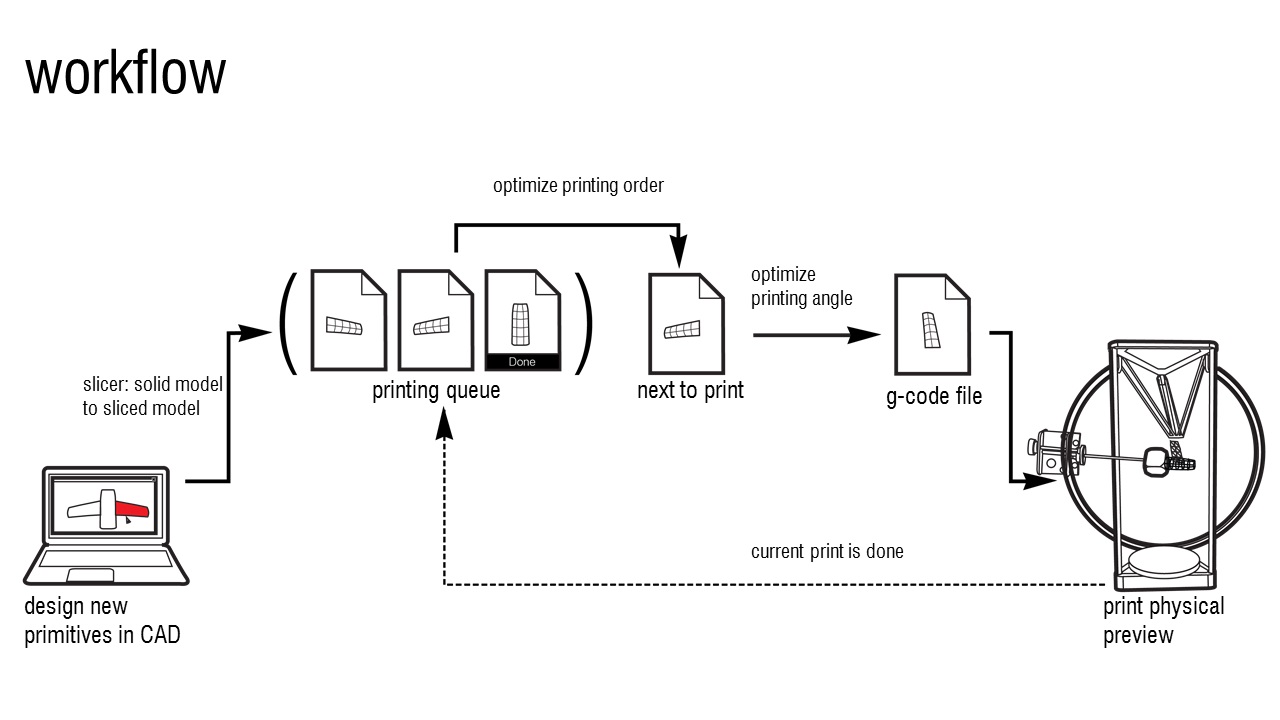 workflow
optimize printing order
optimize
printing angle
Done
printing queue
next to print
g-code file
slicer: solid model
to sliced model
current print is done
design new
primitives in CAD
print physical
preview